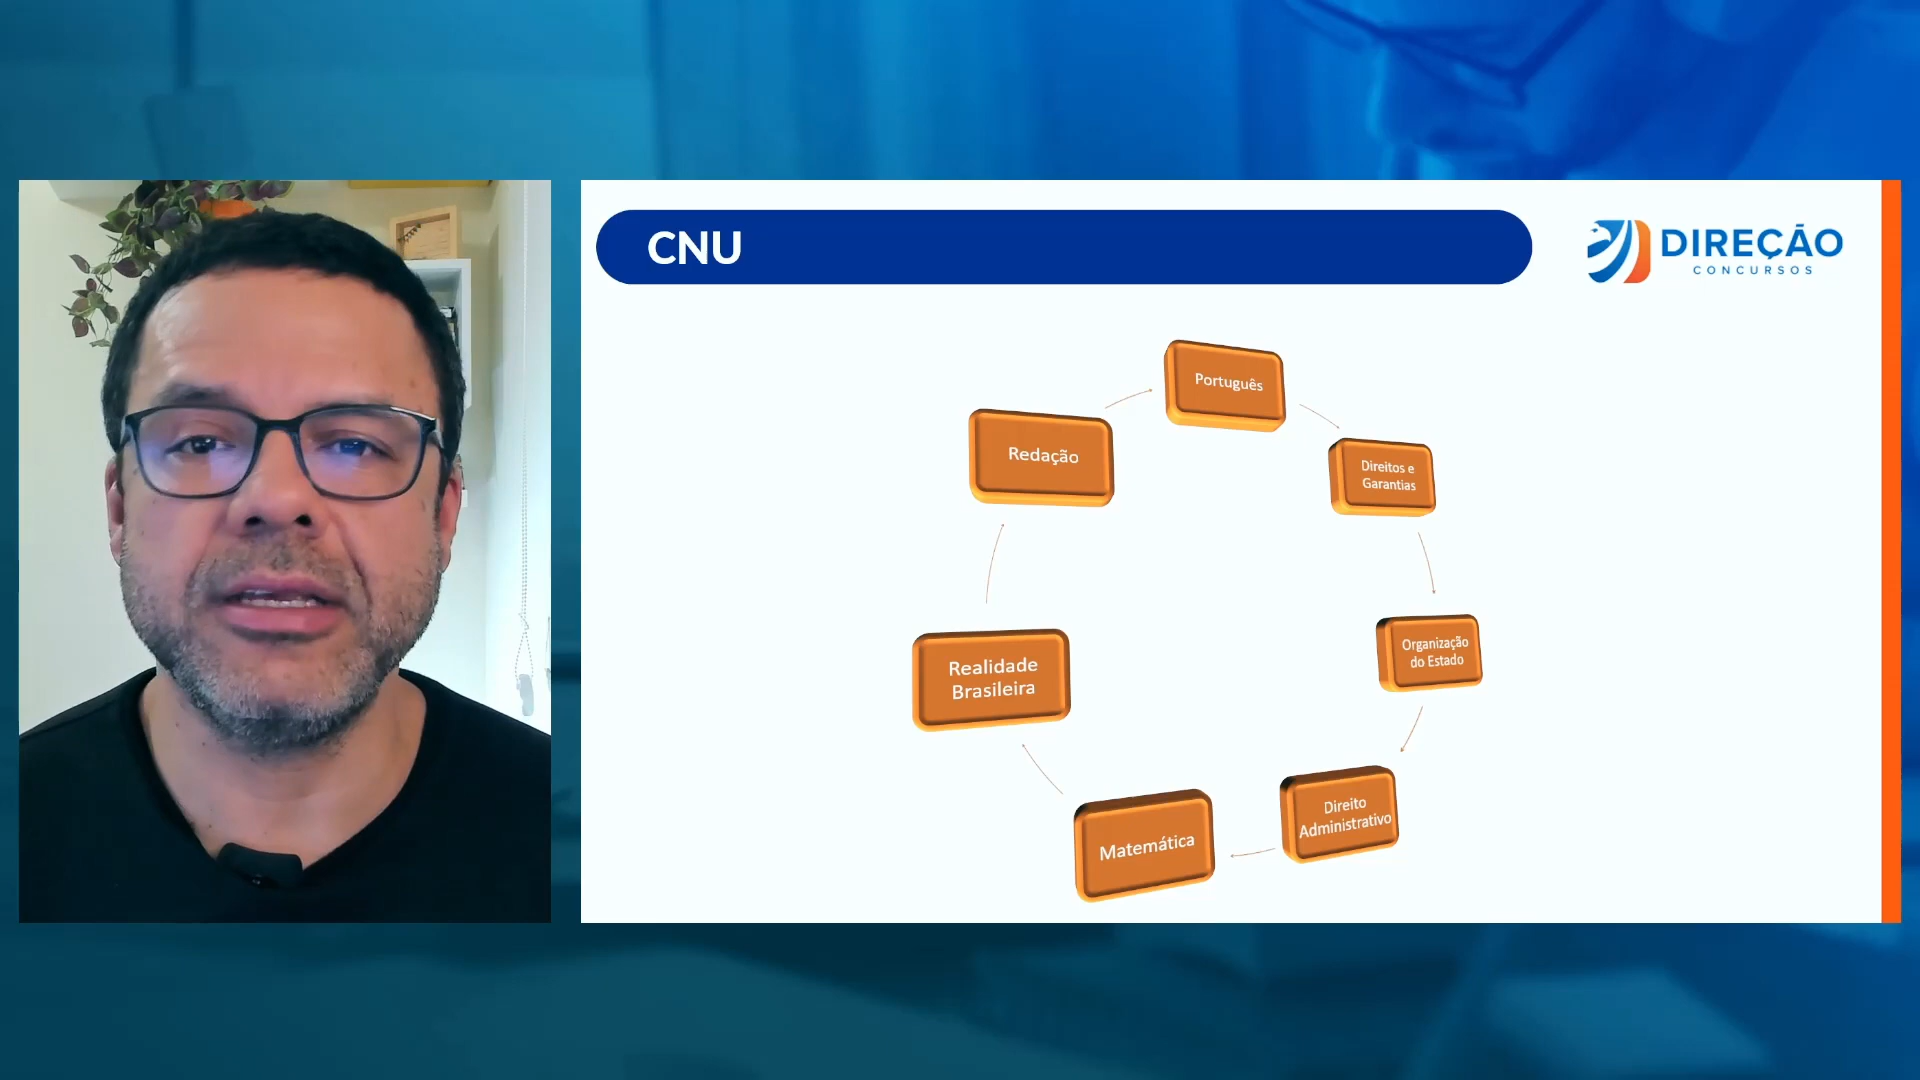 CNU
DIREÇÃO
CONCURSOS
Português
Direitos e
Garantias
Organização
do Estado
Direito
Administrativo
Matemática
Realidade
Brasileira
Redação